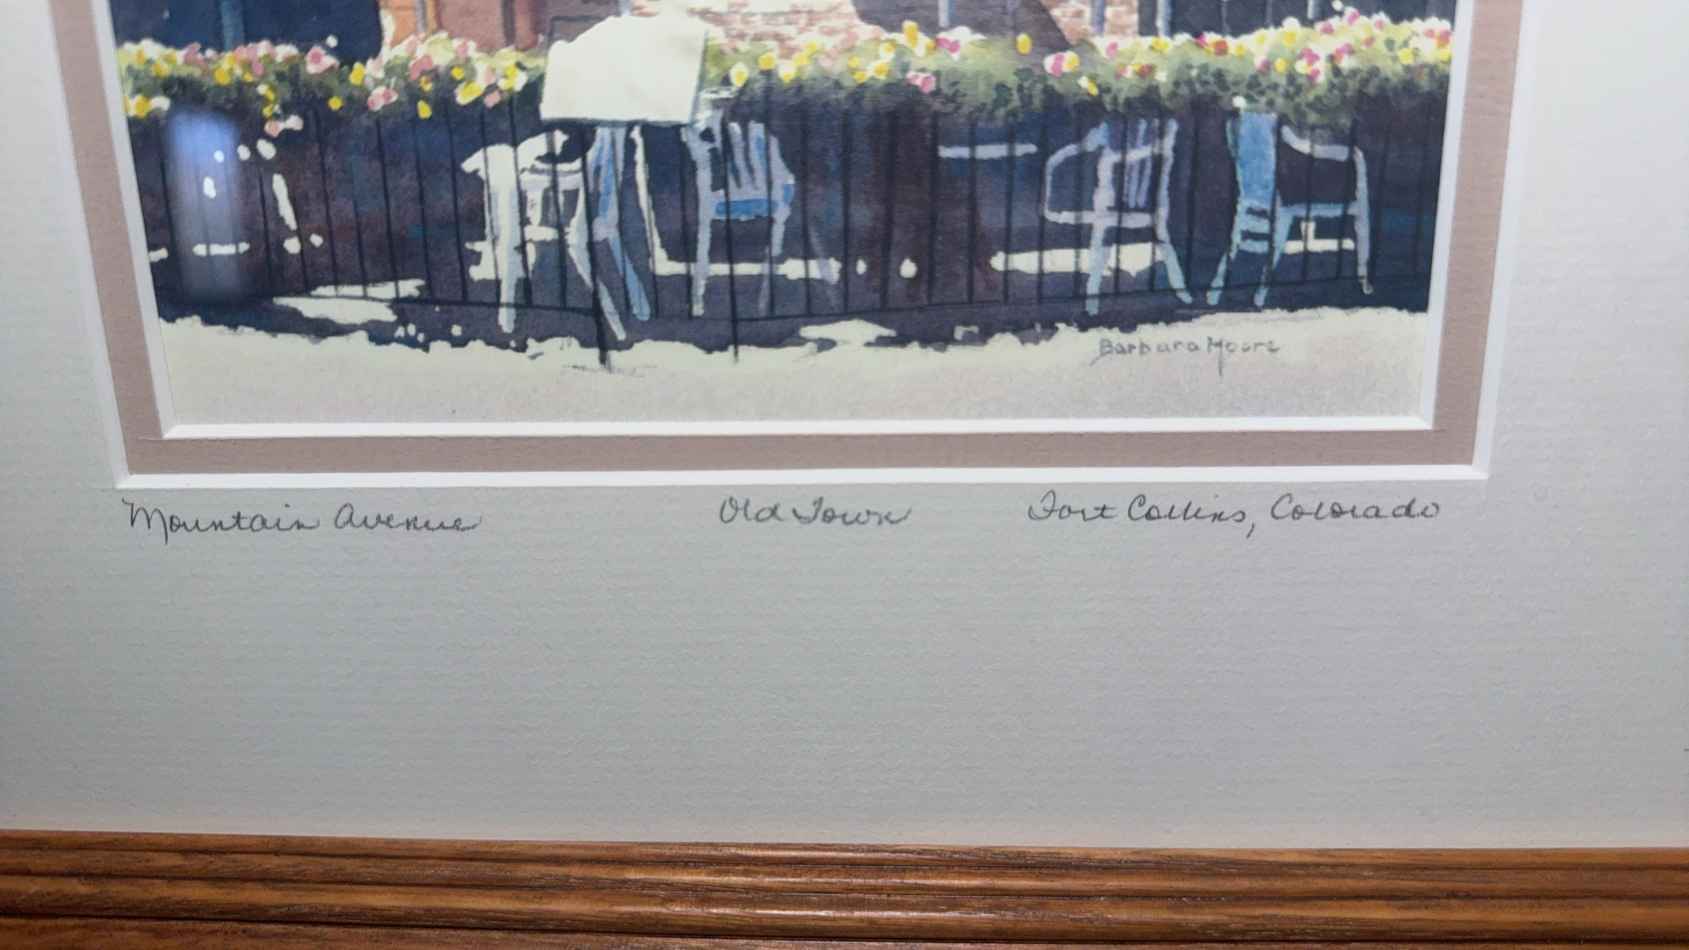 Barbara Moore
Mountain Avenue Old Town Fort Collins, Colorado